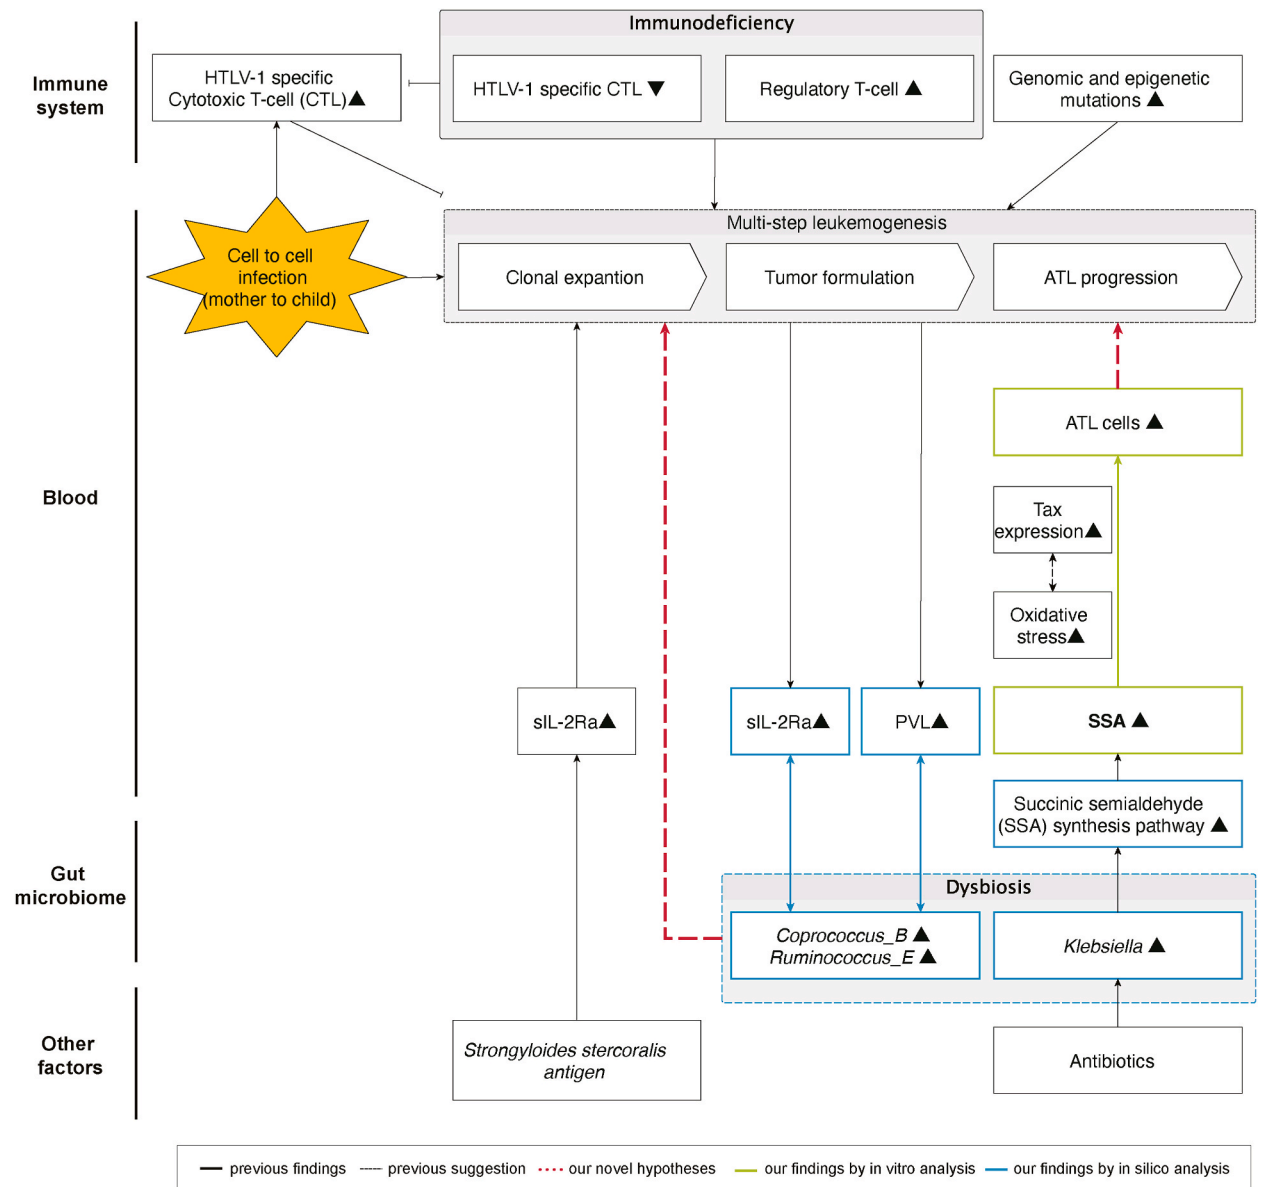 Immunodeficiency
Immune
system
HTLV-1 specific
Cytotoxic T-cell (CTL)▲
HTLV-1 specific CTL ▼
Regulatory T-cell ▲
Genomic and epigenetic
mutations ▲
Multi-step leukemogenesis
Cell to cell
infection
(mother to child)
Clonal expantion
Tumor formulation
ATL progression
ATL cells ▲
Blood
Tax
expression▲
Oxidative
stress▲
sIL-2Ra▲
sIL-2Ra▲
PVL▲
SSA ▲
Succinic semialdehyde
(SSA) synthesis pathway ▲
Gut
microbiome
Dysbiosis
Coprococcus_B ▲
Ruminococcus_E ▲
Klebsiella ▲
Other
factors
Strongyloides stercoralis
antigen
Antibiotics
previous findings
previous suggestion
our novel hypotheses
our findings by in vitro analysis
our findings by in silico analysis